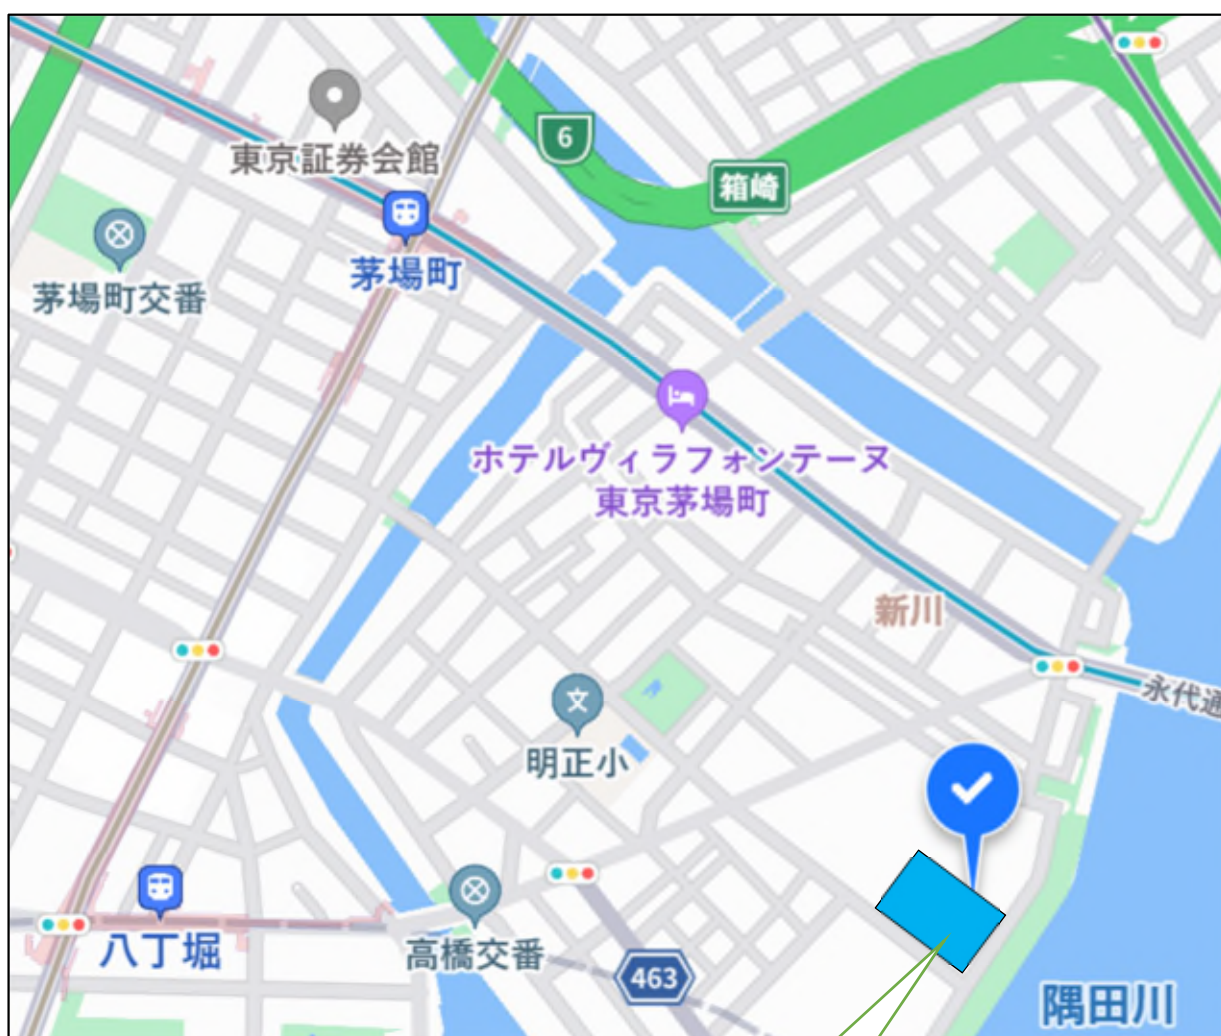 6
箱崎
東京証券会館
茅場町
茅場町交番
ホテルヴィラフォンテーヌ
東京茅場町
新川
永代通
明正小
八丁堀
高橋交番
463
隅田川